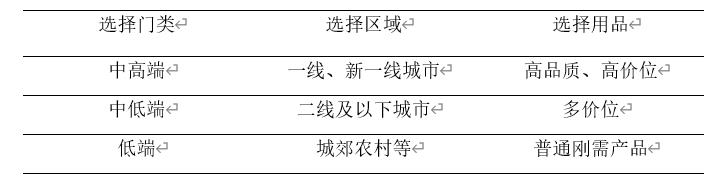 选择门类 选择区域 选择用品
中高端 一线、新一线城市 高品质、高价位
中低端 二线及以下城市 多价位
低端 城郊农村等 普通刚需产品